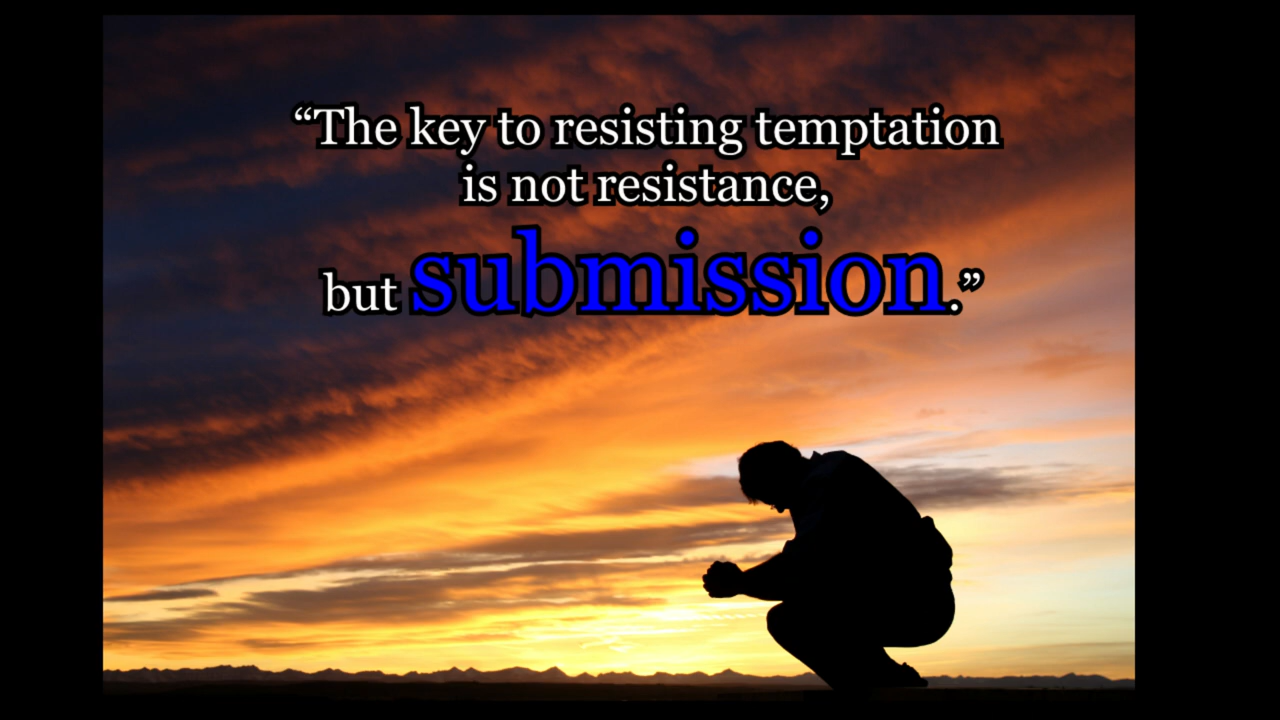 “The key to resisting temptation
is not resistance,
but submission.”